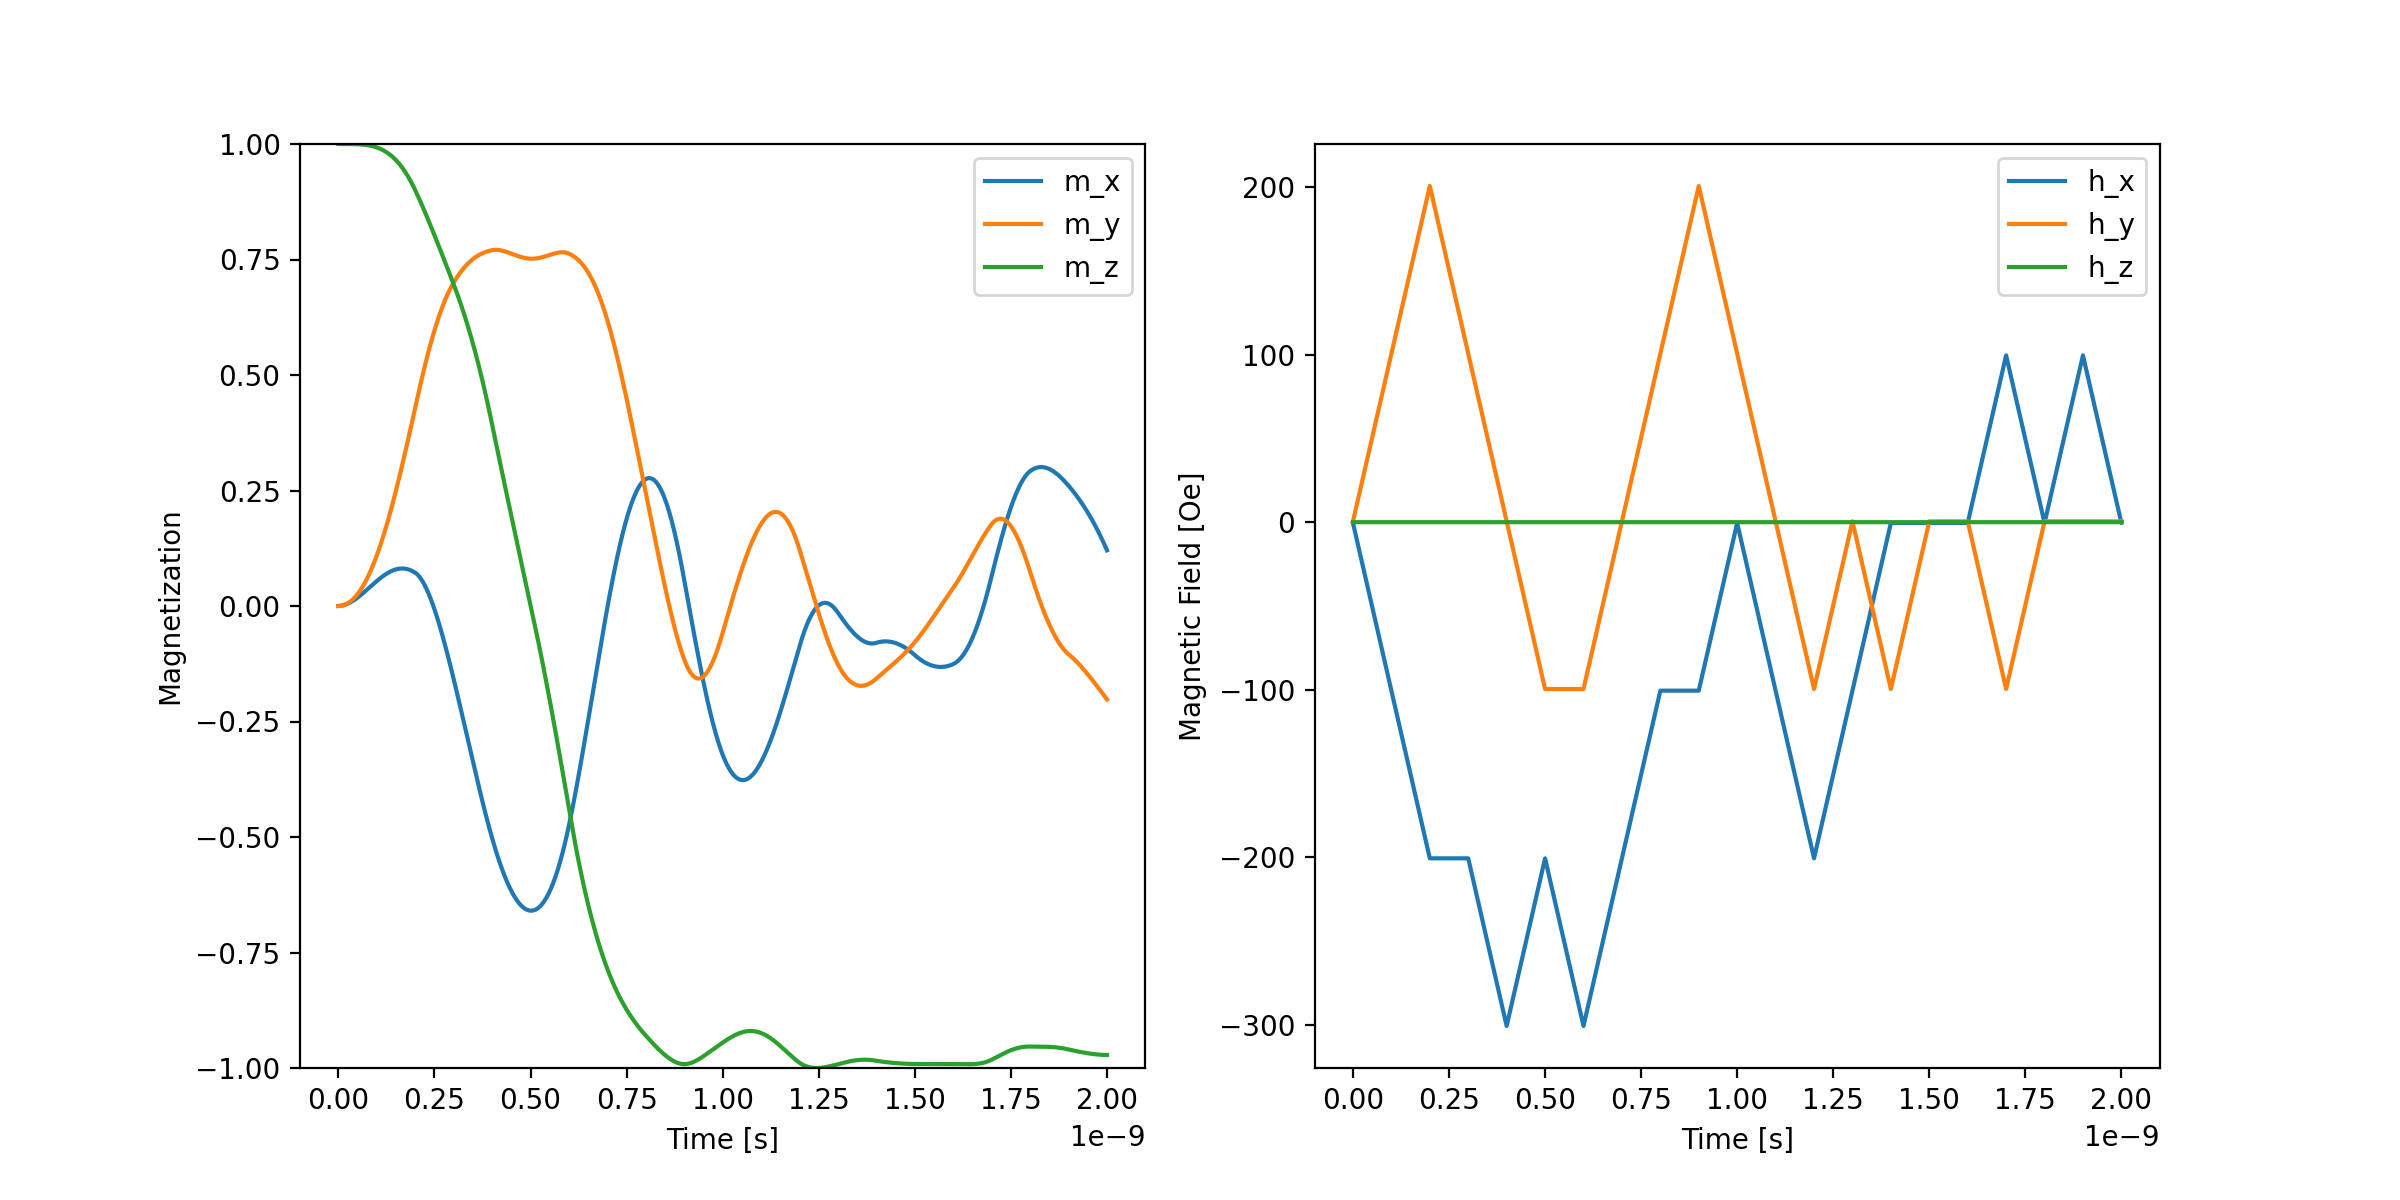 1.00
0.75
0.50
0.25
0.00
−0.25
−0.50
−0.75
−1.00
Magnetization
m_x
m_y
m_z
0.00 0.25 0.50 0.75 1.00 1.25 1.50 1.75 2.00
Time [s]
1e−9
200
100
0
−100
−200
−300
Magnetic Field [Oe]
h_x
h_y
h_z
0.00 0.25 0.50 0.75 1.00 1.25 1.50 1.75 2.00
Time [s]
1e−9